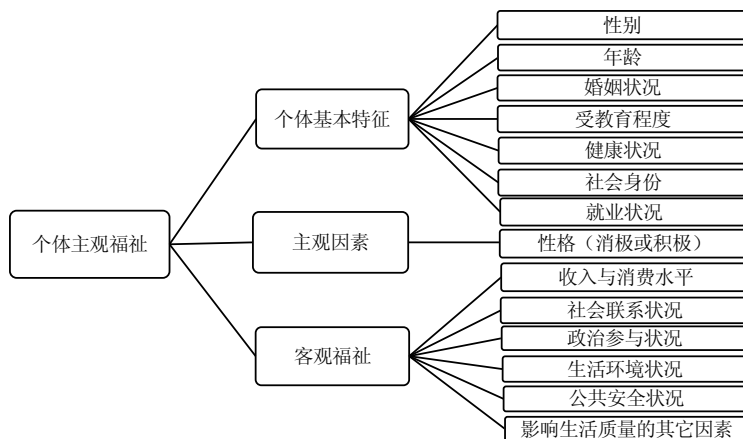 个体主观福祉
个体基本特征
性别
年龄
婚姻状况
受教育程度
健康状况
社会身份
就业状况
主观因素
性格（消极或积极）
客观福祉
收入与消费水平
社会联系状况
政治参与状况
生活环境状况
公共安全状况
影响生活质量的其它因素